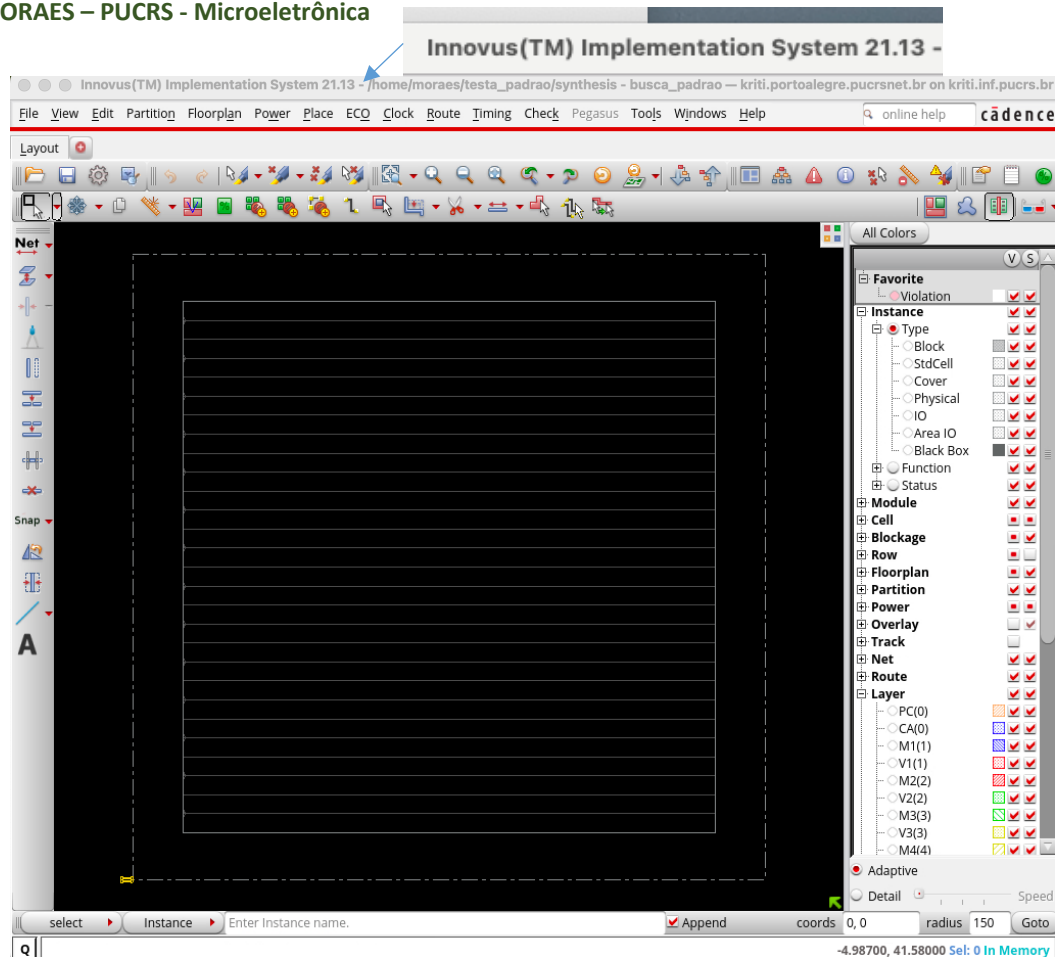 ORAES – PUCRS - Microeletrônica
Innovus(TM) Implementation System 21.13 -
Innovus(TM) Implementation System 21.13 - /home/moraes/testa_padrao/synthesis - busca_padrao — kriti.portoalegre.pucrsnet.br on kriti.inf.pucrs.br
File View Edit Partition Floorplan Power Place ECO Clock Route Timing Check Pegasus Tools Windows Help online help cādence
Layout
Net
Snap
A
All Colors
V S
Favorite
Violation
Instance
Type
Block
StdCell
Cover
Physical
IO
Area IO
Black Box
Function
Status
Module
Cell
Blockage
Row
Floorplan
Partition
Power
Overlay
Track
Net
Route
Layer
PC(0)
CA(0)
M1(1)
V1(1)
M2(2)
V2(2)
M3(3)
V3(3)
M4(4)
Adaptive
Detail Speed
select Instance Enter Instance name. Append coords 0, 0 radius 150 Goto
Q -4.98700, 41.58000 Sel: 0 In Memory